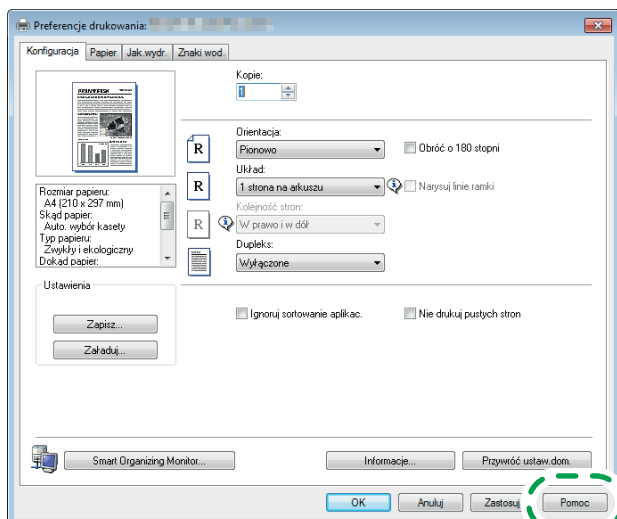 Preferencje drukowania:
Konfiguracja Papier Jak.wydr. Znaki wod.
Kopie:
1
Orientacja:
R Pionowo Obróć o 180 stopni
Układ:
R 1 strona na arkuszu Narysuj linie ramki
Kolejność stron:
R W prawo i w dół
Dupleks:
Wyłączone
Rozmiar papieru:
A4 (210 x 297 mm)
Skąd papier:
Auto. wybór kasety
Typ papieru:
Zwykły i ekologiczny
Dokąd papier:
Ustawienia
Zapisz...
Załaduj...
Ignoruj sortowanie aplikac. Nie drukuj pustych stron
Smart Organizing Monitor... Informacje... Przywróć ustaw.dom.
OK Anuluj Zastosuj Pomoc